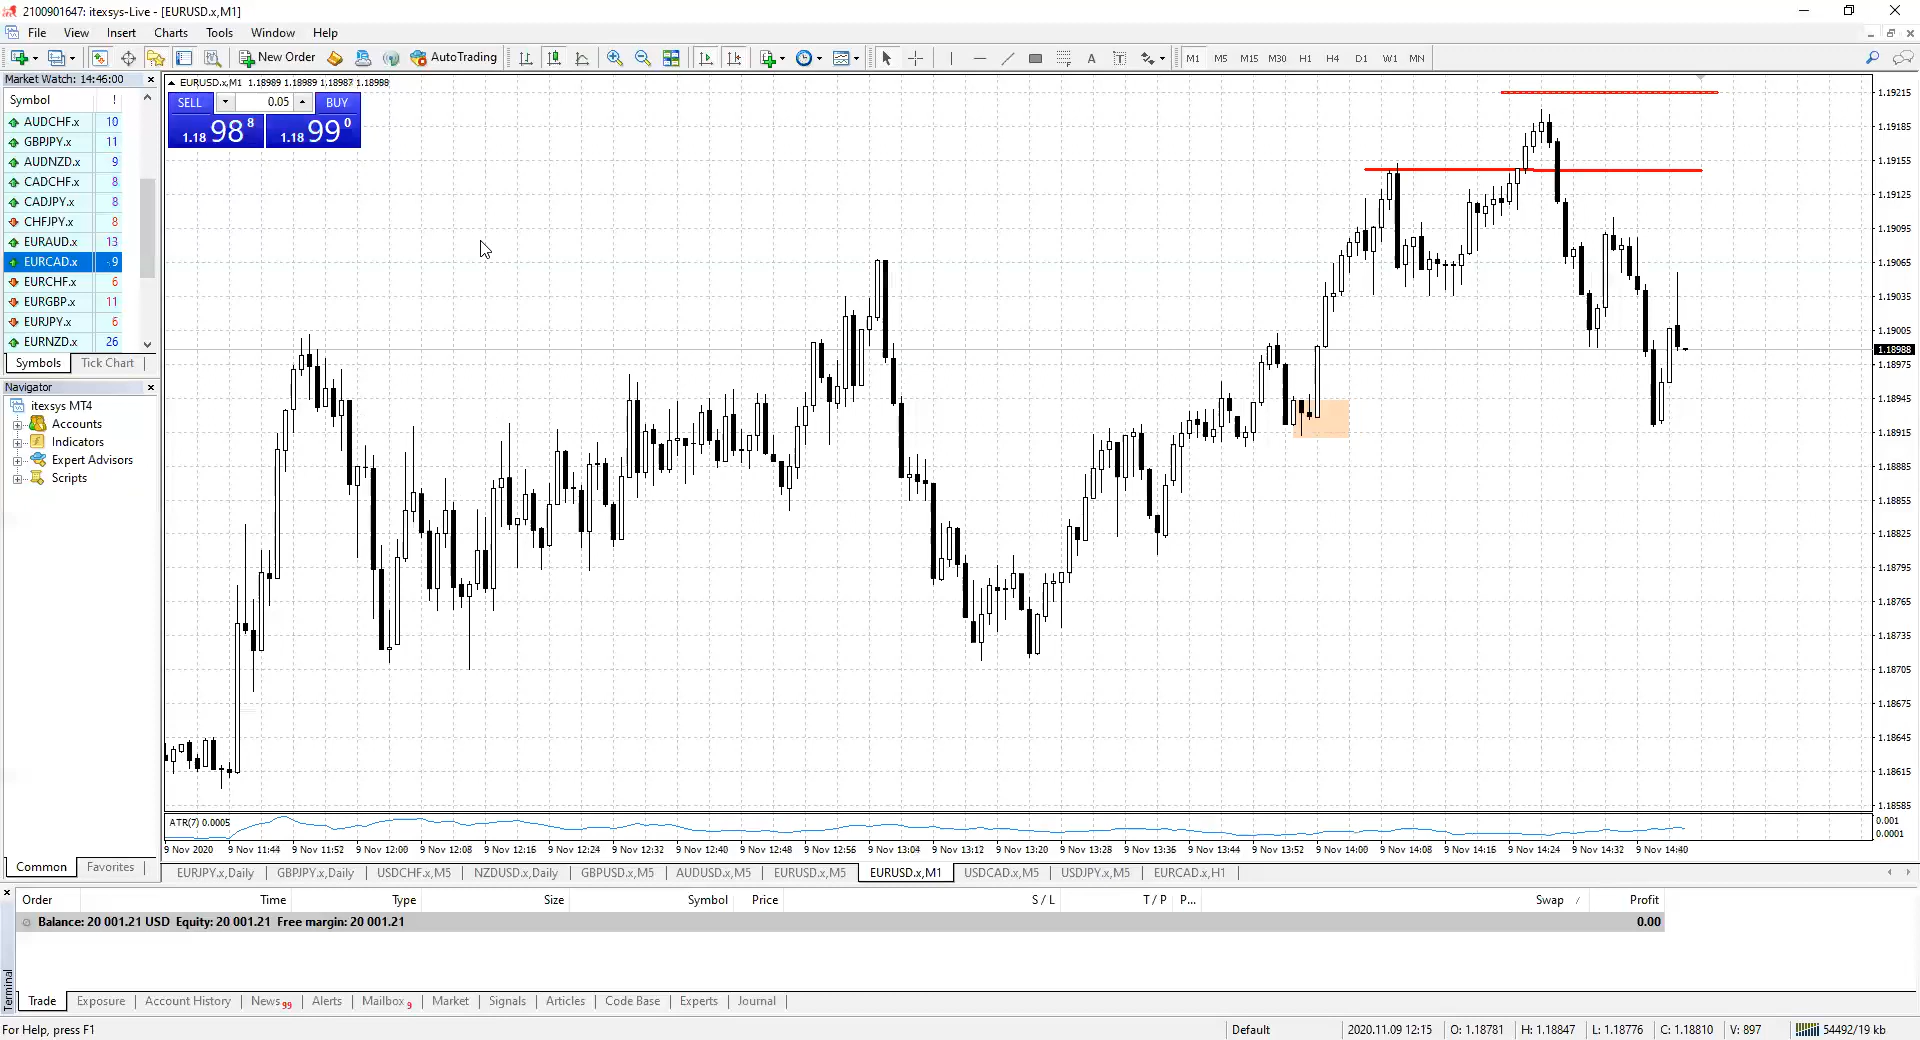 2100901647: itexsys-Live - [EURUSD.x,M1]
File View Insert Charts Tools Window Help
New Order AutoTrading A T M1 M5 M15 M30 H1 H4 D1 W1 MN
Market Watch: 14:46:00
Symbol !
AUDCHF.x 10
GBPJPY.x 11
AUDNZD.x 9
CADCHF.x 8
CADJPY.x 8
CHFJPY.x 8
EURAUD.x 13
EURCAD.x 9
EURCHF.x 6
EURGBP.x 11
EURJPY.x 6
EURNZD.x 26
Symbols Tick Chart
Navigator
itexsys MT4
Accounts
Indicators
Expert Advisors
Scripts
Common Favorites
EURUSD.x,M1 1.18989 1.18989 1.18987 1.18988
SELL 0.05 BUY
1.18 98 8 1.18 99 0
1.19215
1.19185
1.19155
1.19125
1.19095
1.19065
1.19035
1.19005
1.18988
1.18975
1.18945
1.18915
1.18885
1.18855
1.18825
1.18795
1.18765
1.18735
1.18705
1.18675
1.18645
1.18615
1.18585
ATR(7) 0.0005
0.001
0.0001
9 Nov 2020 9 Nov 11:44 9 Nov 11:52 9 Nov 12:00 9 Nov 12:08 9 Nov 12:16 9 Nov 12:24 9 Nov 12:32 9 Nov 12:40 9 Nov 12:48 9 Nov 12:56 9 Nov 13:04 9 Nov 13:12 9 Nov 13:20 9 Nov 13:28 9 Nov 13:36 9 Nov 13:44 9 Nov 13:52 9 Nov 14:00 9 Nov 14:08 9 Nov 14:16 9 Nov 14:24 9 Nov 14:32 9 Nov 14:40
EURJPY.x,Daily GBPJPY.x,Daily USDCHF.x,M5 NZDUSD.x,Daily GBPUSD.x,M5 AUDUSD.x,M5 EURUSD.x,M5 EURUSD.x,M1 USDCAD.x,M5 USDJPY.x,M5 EURCAD.x,H1
Order Time Type Size Symbol Price S / L T / P P... Swap / Profit
Balance: 20 001.21 USD Equity: 20 001.21 Free margin: 20 001.21 0.00
Terminal
Trade Exposure Account History News 99 Alerts Mailbox 9 Market Signals Articles Code Base Experts Journal
For Help, press F1 Default 2020.11.09 12:15 O: 1.18781 H: 1.18847 L: 1.18776 C: 1.18810 V: 897 54492/19 kb